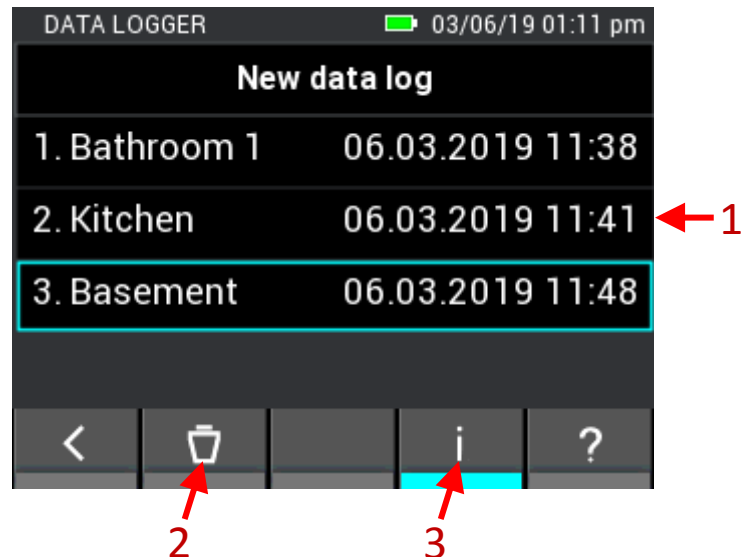 DATA LOGGER 03/06/19 01:11 pm
New data log
1. Bathroom 1 06.03.2019 11:38
2. Kitchen 06.03.2019 11:41
1
3. Basement 06.03.2019 11:48
< i ?
2 3